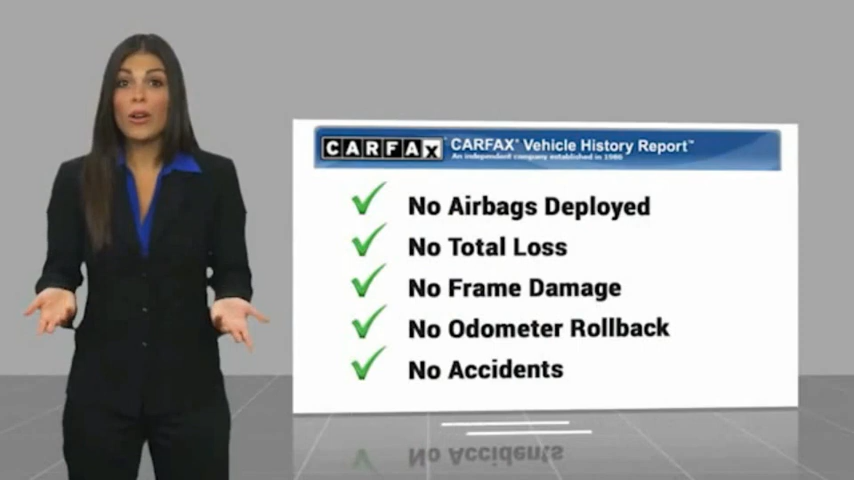 CARFAX CARFAX® Vehicle History Report™
An independent company established in 1986
No Airbags Deployed
No Total Loss
No Frame Damage
No Odometer Rollback
No Accidents
No Accidents